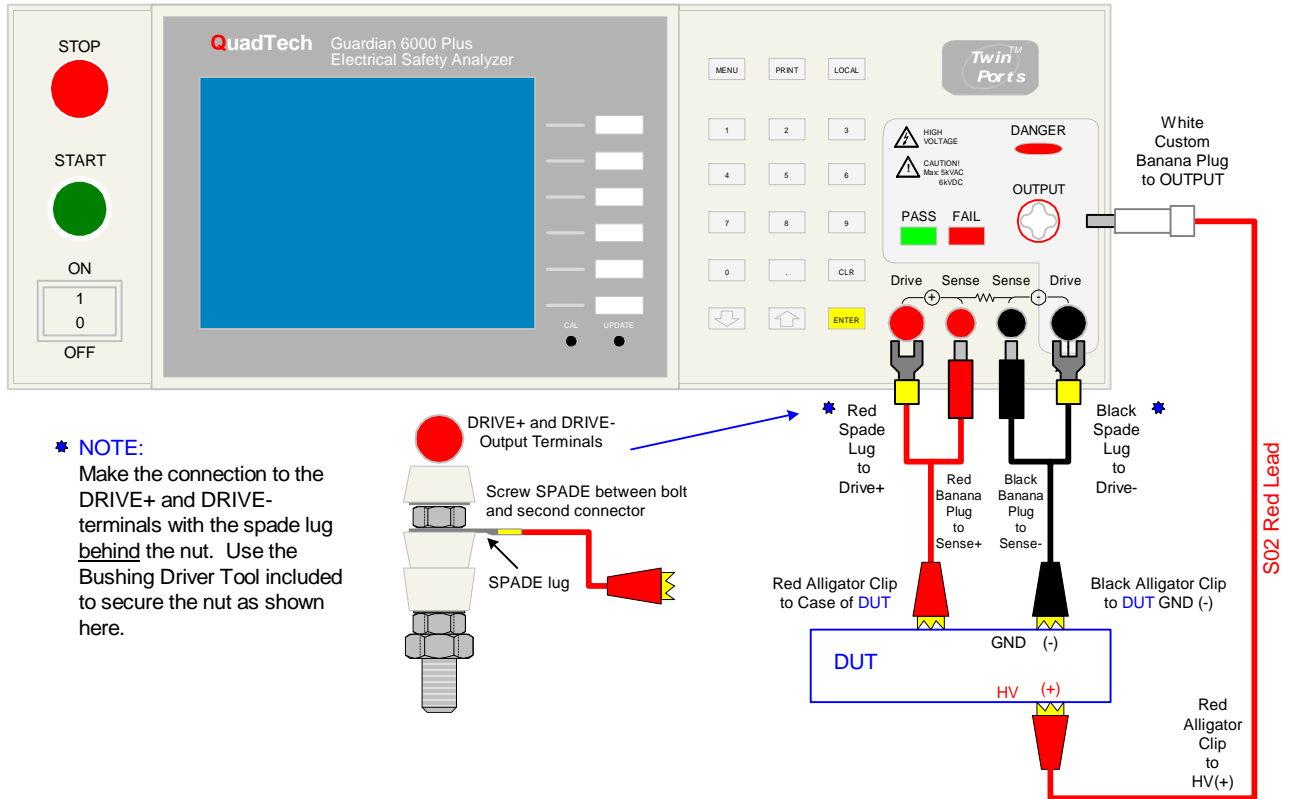 STOP
START
ON
1
0
OFF
QuadTech
Guardian 6000 Plus
Electrical Safety Analyzer
CAL
UPDATE
MENU
PRINT
LOCAL
1
2
3
4
5
6
7
8
9
0
.
CLR
ENTER
Twin™
Ports
HIGH
VOLTAGE
CAUTION!
Max: 5kVAC
6kVDC
DANGER
OUTPUT
PASS
FAIL
Drive
Sense
Sense
Drive
+
-
White
Custom
Banana Plug
to OUTPUT
S02 Red Lead
NOTE:
Make the connection to the
DRIVE+ and DRIVE-
terminals with the spade lug
behind the nut. Use the
Bushing Driver Tool included
to secure the nut as shown
here.
DRIVE+ and DRIVE-
Output Terminals
Screw SPADE between bolt
and second connector
SPADE lug
Red
Spade
Lug
to
Drive+
Red
Banana
Plug
to
Sense+
Black
Banana
Plug
to
Sense-
Black
Spade
Lug
to
Drive-
Red Alligator Clip
to Case of DUT
Black Alligator Clip
to DUT GND (-)
DUT
GND (-)
HV (+)
Red
Alligator
Clip
to
HV(+)